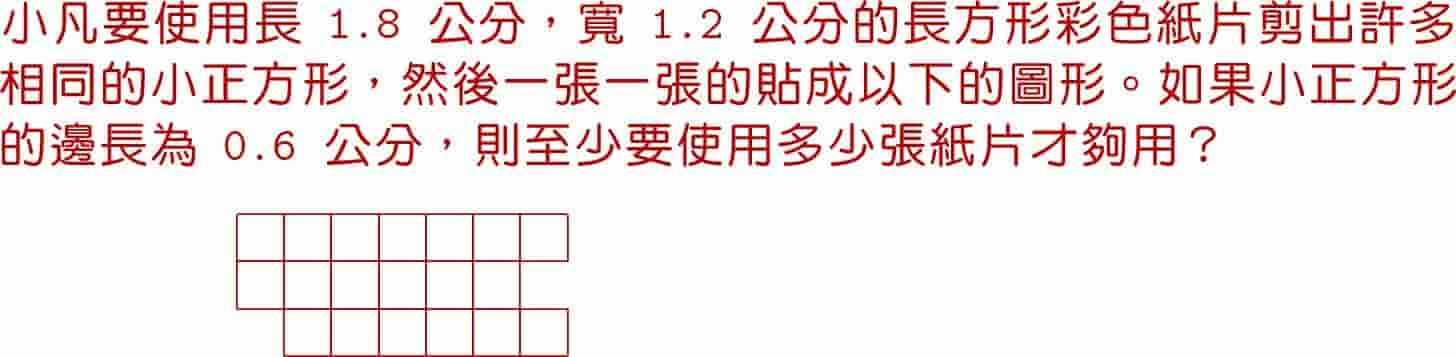 小凡要使用長 1.8 公分，寬 1.2 公分的長方形彩色紙片剪出許多
相同的小正方形，然後一張一張的貼成以下的圖形。如果小正方形
的邊長為 0.6 公分，則至少要使用多少張紙片才夠用？